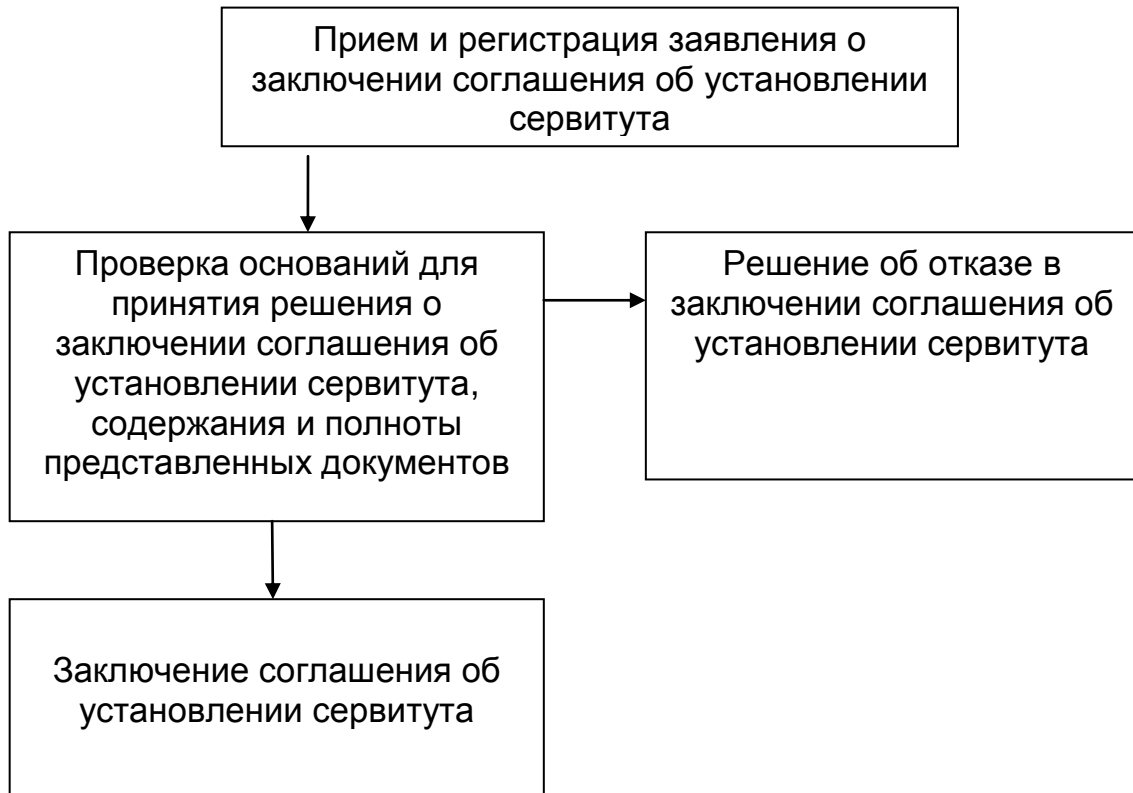 Прием и регистрация заявления о
заключении соглашения об установлении
сервитута
Проверка оснований для
принятия решения о
заключении соглашения об
установлении сервитута,
содержания и полноты
представленных документов
Решение об отказе в
заключении соглашения об
установлении сервитута
Заключение соглашения об
установлении сервитута